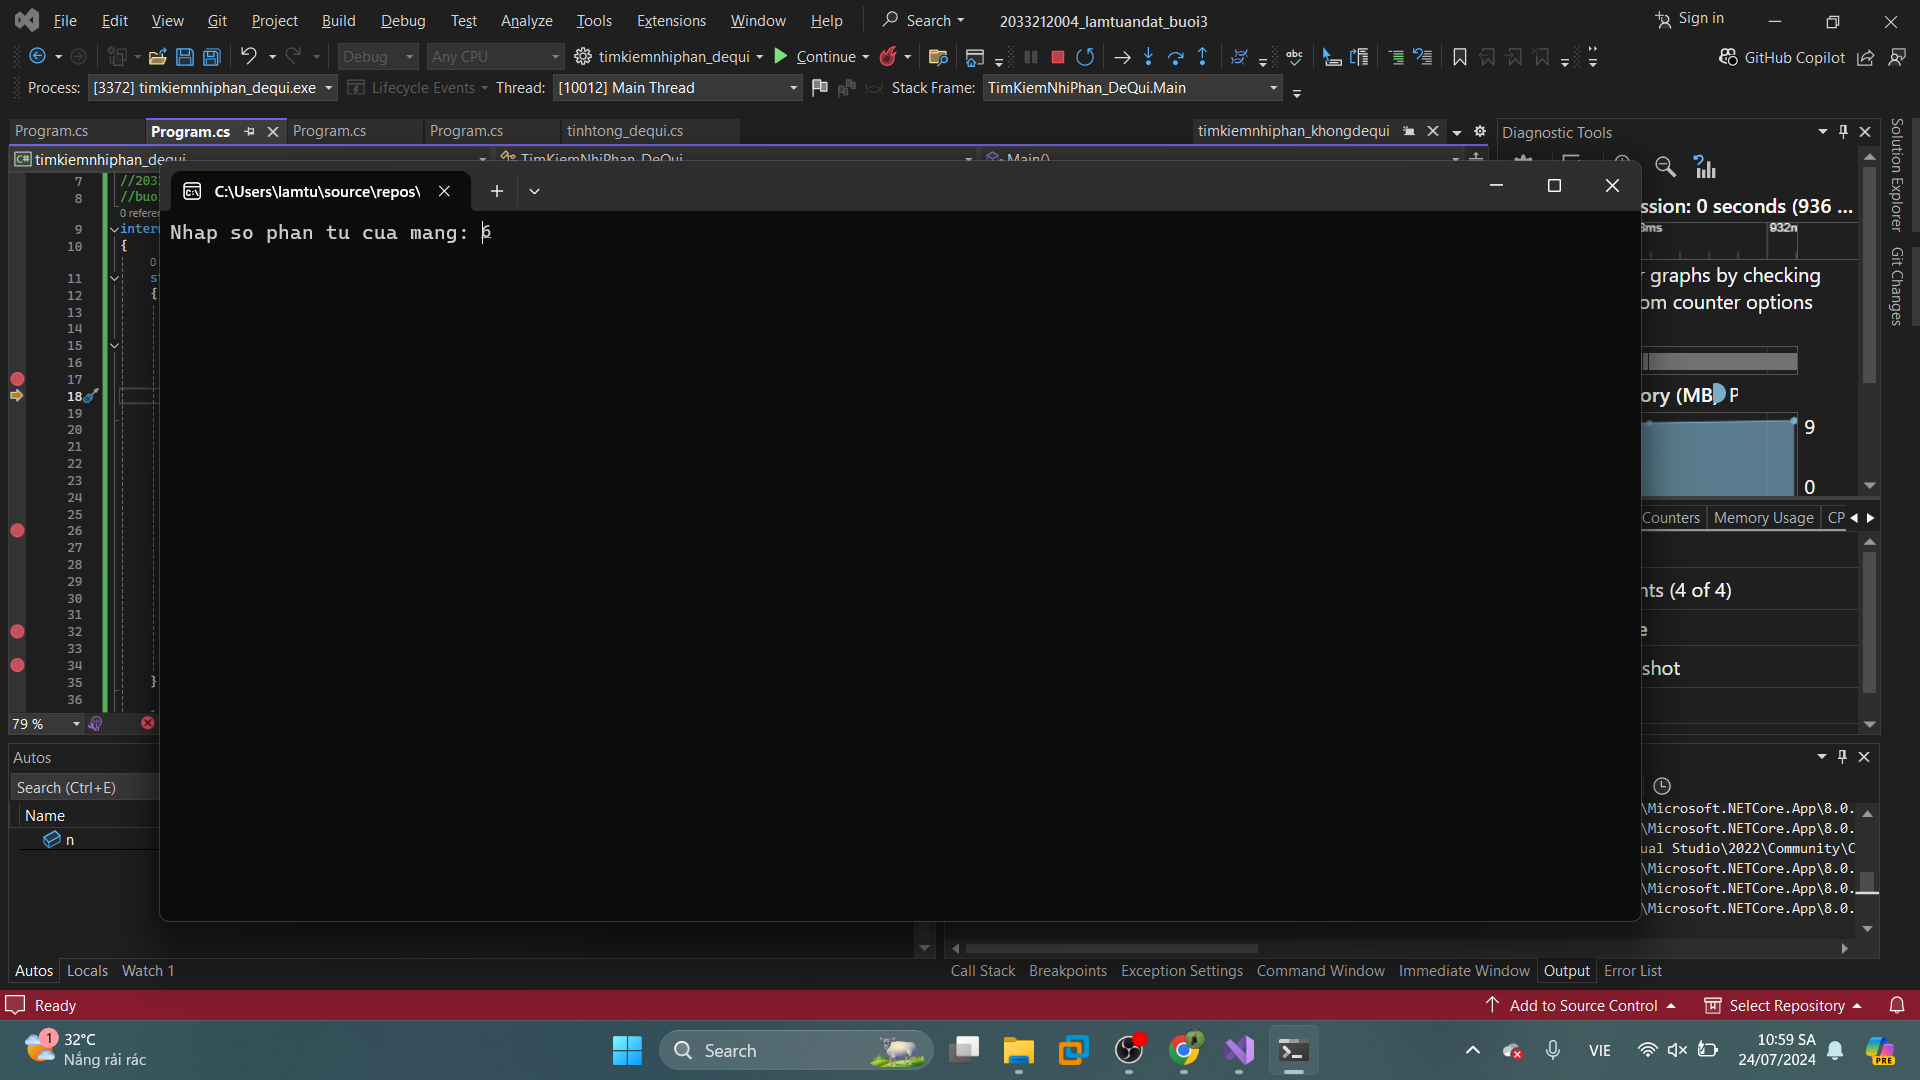 File Edit View Git Project Build Debug Test Analyze Tools Extensions Window Help Search 2033212004_lamtuandat_buoi3 Sign in
Debug Any CPU timkiemnhiphan_dequi Continue GitHub Copilot
Process: [3372] timkiemnhiphan_dequi.exe Lifecycle Events Thread: [10012] Main Thread Stack Frame: TimKiemNhiPhan_DeQui.Main
Program.cs Program.cs Program.cs Program.cs tinhtong_dequi.cs timkiemnhiphan_khongdequi Diagnostic Tools
timkiemnhiphan_dequi TimKiemNhiPhan_DeQui Main()
C:\Users\lamtu\source\repos\
Nhap so phan tu cua mang: 6
7 //203
8 //buo
0 refere
9 inter
10 {
0
11 s
12 {
13
14
15
16
17
18
19
20
21
22
23
24
25
26
27
28
29
30
31
32
33
34
35 }
36
79 %
ssion: 0 seconds (936 ...
8ms 932m
r graphs by checking
om counter options
ory (MB) P
9
0
Counters Memory Usage CP
nts (4 of 4)
e
shot
Solution Explorer
Git Changes
Autos
Search (Ctrl+E)
Name
n
\Microsoft.NETCore.App\8.0.
\Microsoft.NETCore.App\8.0.
ual Studio\2022\Community\C
\Microsoft.NETCore.App\8.0.
\Microsoft.NETCore.App\8.0.
\Microsoft.NETCore.App\8.0.
Autos Locals Watch 1
Call Stack Breakpoints Exception Settings Command Window Immediate Window Output Error List
Ready Add to Source Control Select Repository
1 32°C
Nắng rải rác
Search
VIE
10:59 SA
24/07/2024
PRE